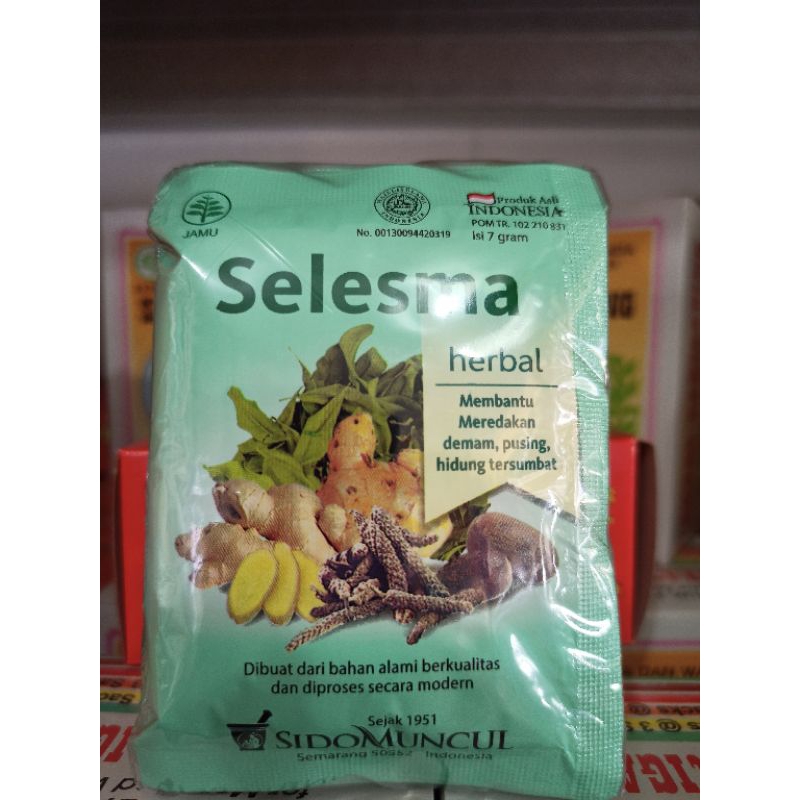 JAMU
No. 00130094420319
Produk Asli
INDONESIA
POM TR. 102 210 831
isi 7 gram
Selesma
herbal
Membantu
Meredakan
demam, pusing,
hidung tersumbat
Dibuat dari bahan alami berkualitas
dan diproses secara modern
Sejak 1951
SIDOMUNCUL
Semarang 50552 - Indonesia